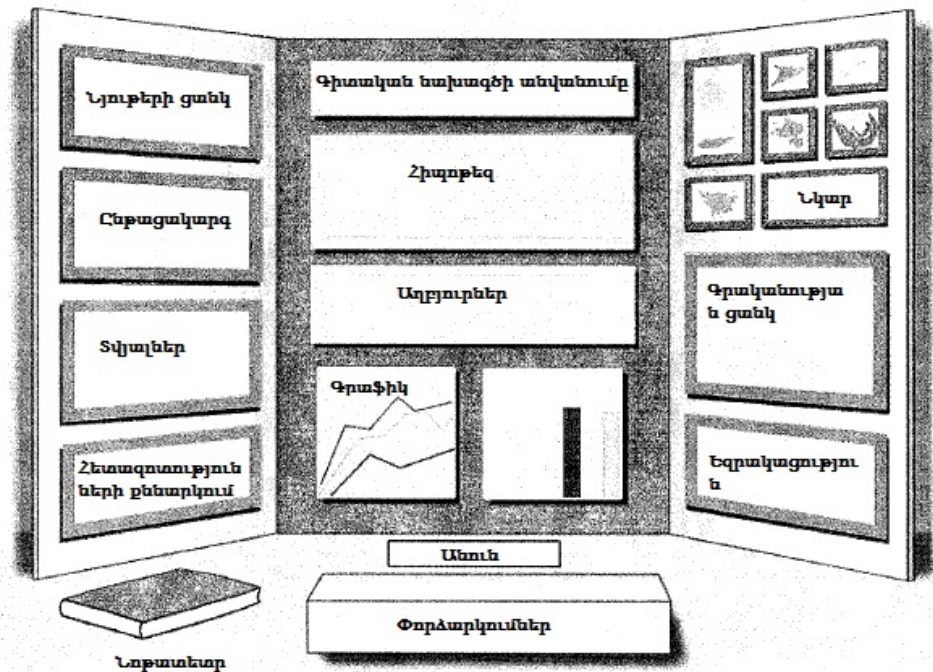 Նյութերի ցանկ
Ընթացակարգ
Տվյալներ
Հետազոտություն
ների քննարկում
Գիտական նախագծի անվանումը
Հիպոթեզ
Աղբյուրներ
Գրաֆիկ
Նկար
Գրականությա
ն ցանկ
Եզրակացությու
ն
Անուն
Փորձարկումներ
Նոթատետր